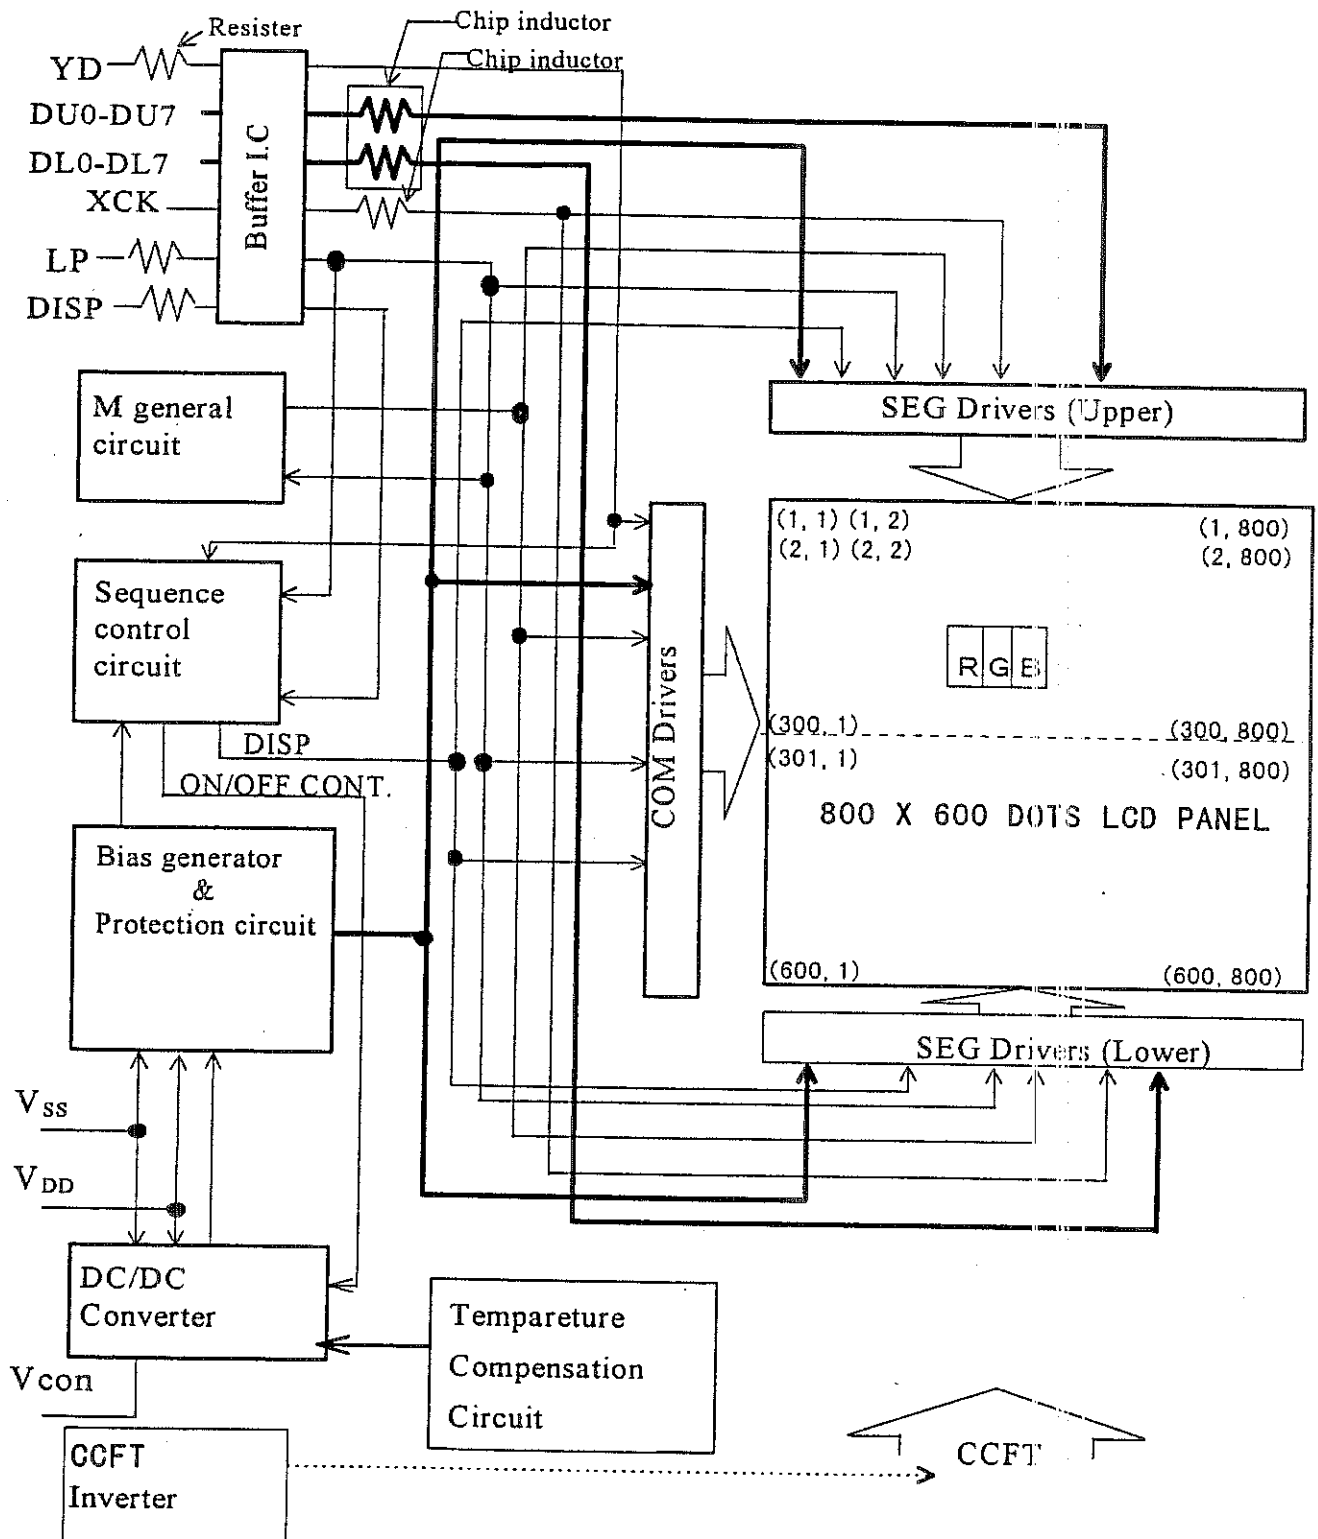 Resister
Chip inductor
Chip inductor
YD
DU0-DU7
DL0-DL7
XCK
LP
DISP
Buffer I.C
M general
circuit
SEG Drivers (Upper)
(1, 1) (1, 2)
(1, 800)
(2, 1) (2, 2)
(2, 800)
Sequence
control
circuit
R G B
COM Drivers
(300, 1)
(300, 800)
(301, 1)
(301, 800)
DISP
ON/OFF CONT.
800 X 600 DOTS LCD PANEL
Bias generator
&
Protection circuit
(600, 1)
(600, 800)
SEG Drivers (Lower)
VSS
VDD
DC/DC
Converter
Tempareture
Compensation
Circuit
Vcon
CCFT
Inverter
CCFT